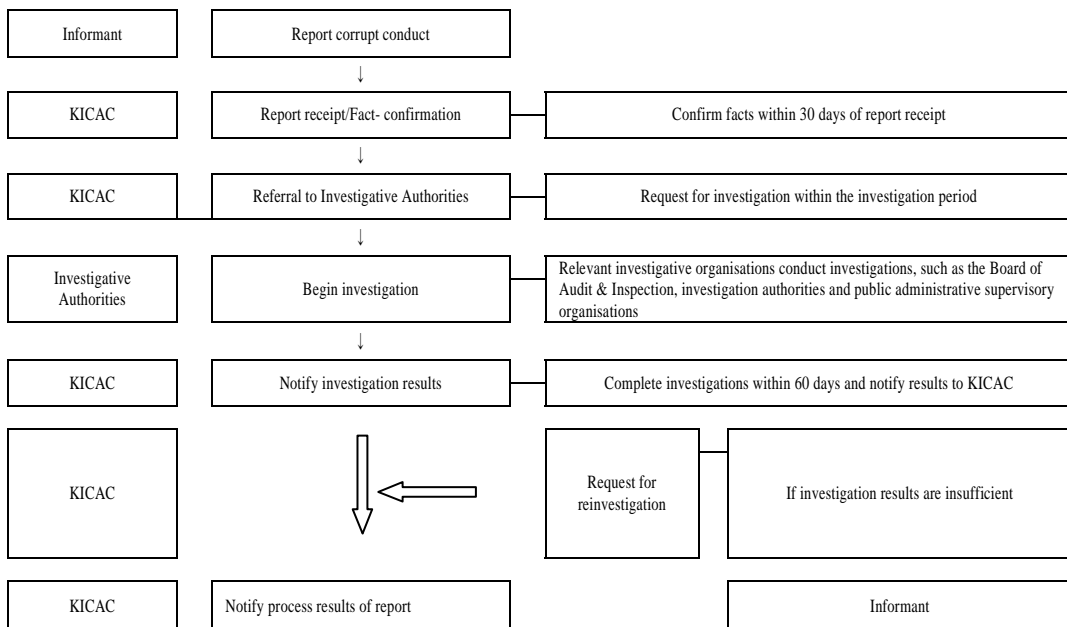 Informant
Report corrupt conduct
KICAC
Report receipt/Fact- confirmation
Confirm facts within 30 days of report receipt
KICAC
Referral to Investigative Authorities
Request for investigation within the investigation period
Investigative
Authorities
Begin investigation
Relevant investigative organisations conduct investigations, such as the Board of
Audit & Inspection, investigation authorities and public administrative supervisory
organisations
KICAC
Notify investigation results
Complete investigations within 60 days and notify results to KICAC
KICAC
Request for
reinvestigation
If investigation results are insufficient
KICAC
Notify process results of report
Informant